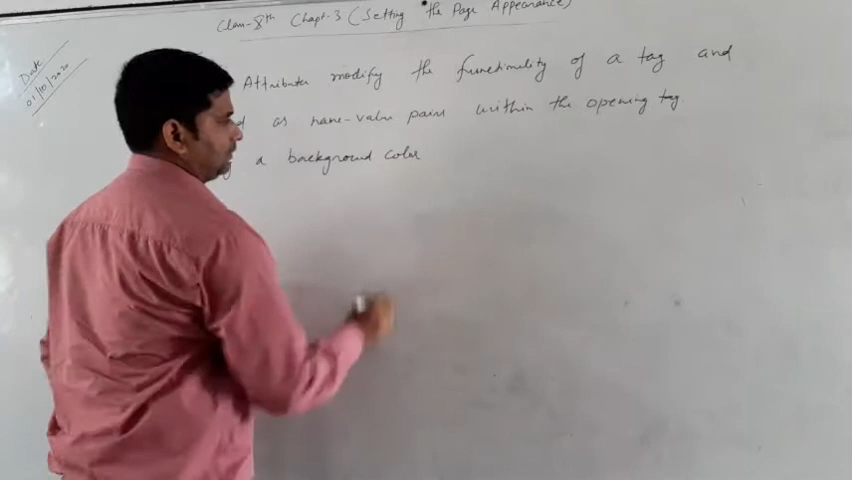 Class-8th Chapt-3 (Setting the Page Appearance)
Date
01/10/2020
Attributes modify the functionality of a tag and
as name-value pairs within the opening tag
a background color